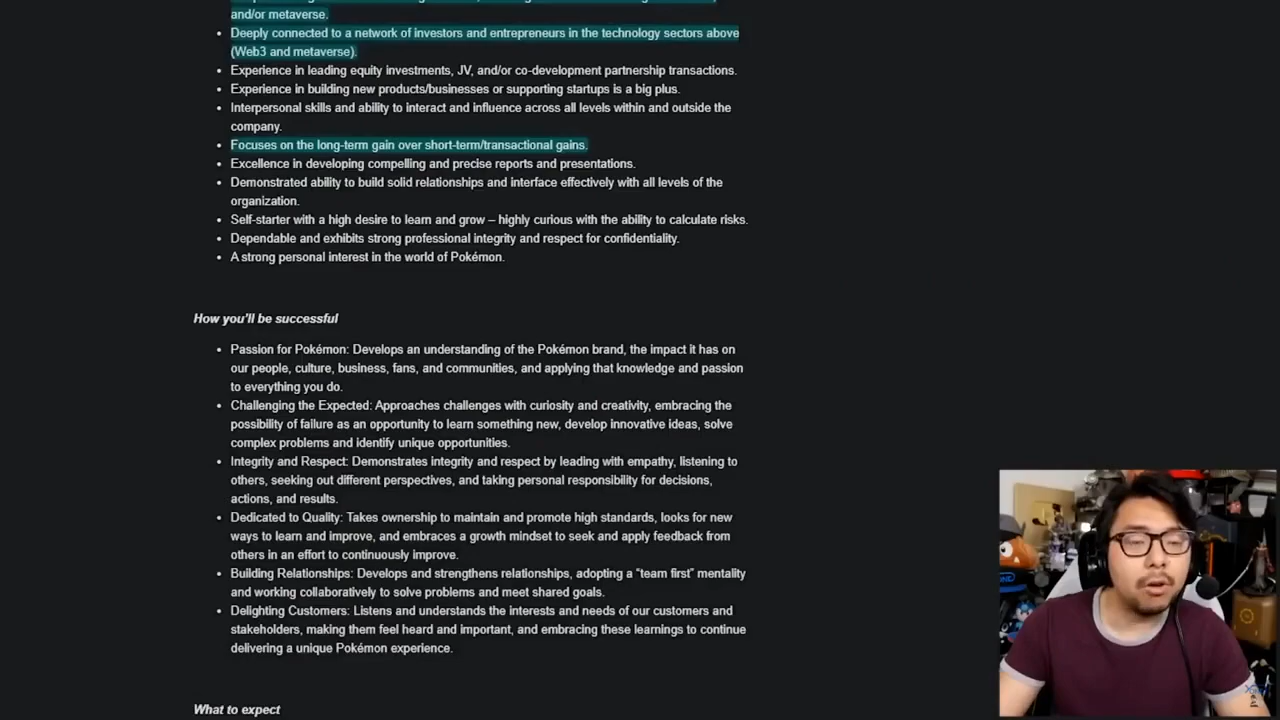 and/or metaverse.
• Deeply connected to a network of investors and entrepreneurs in the technology sectors above
(Web3 and metaverse).
• Experience in leading equity investments, JV, and/or co-development partnership transactions.
• Experience in building new products/businesses or supporting startups is a big plus.
• Interpersonal skills and ability to interact and influence across all levels within and outside the
company.
• Focuses on the long-term gain over short-term/transactional gains.
• Excellence in developing compelling and precise reports and presentations.
• Demonstrated ability to build solid relationships and interface effectively with all levels of the
organization.
• Self-starter with a high desire to learn and grow – highly curious with the ability to calculate risks.
• Dependable and exhibits strong professional integrity and respect for confidentiality.
• A strong personal interest in the world of Pokémon.
How you’ll be successful
• Passion for Pokémon: Develops an understanding of the Pokémon brand, the impact it has on
our people, culture, business, fans, and communities, and applying that knowledge and passion
to everything you do.
• Challenging the Expected: Approaches challenges with curiosity and creativity, embracing the
possibility of failure as an opportunity to learn something new, develop innovative ideas, solve
complex problems and identify unique opportunities.
• Integrity and Respect: Demonstrates integrity and respect by leading with empathy, listening to
others, seeking out different perspectives, and taking personal responsibility for decisions,
actions, and results.
• Dedicated to Quality: Takes ownership to maintain and promote high standards, looks for new
ways to learn and improve, and embraces a growth mindset to seek and apply feedback from
others in an effort to continuously improve.
• Building Relationships: Develops and strengthens relationships, adopting a “team first” mentality
and working collaboratively to solve problems and meet shared goals.
• Delighting Customers: Listens and understands the interests and needs of our customers and
stakeholders, making them feel heard and important, and embracing these learnings to continue
delivering a unique Pokémon experience.
What to expect